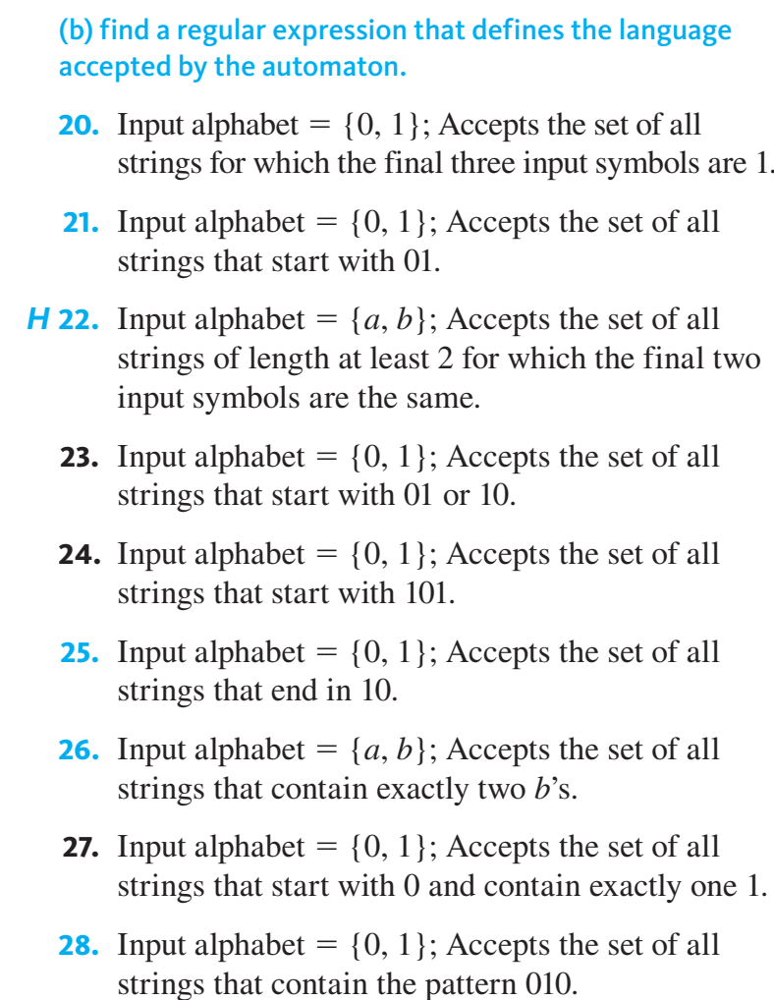 (b) find a regular expression that defines the language
accepted by the automaton.
20. Input alphabet = {0, 1}; Accepts the set of all
strings for which the final three input symbols are 1.
21. Input alphabet = {0, 1}; Accepts the set of all
strings that start with 01.
H 22. Input alphabet = {a, b}; Accepts the set of all
strings of length at least 2 for which the final two
input symbols are the same.
23. Input alphabet = {0, 1}; Accepts the set of all
strings that start with 01 or 10.
24. Input alphabet = {0, 1}; Accepts the set of all
strings that start with 101.
25. Input alphabet = {0, 1}; Accepts the set of all
strings that end in 10.
26. Input alphabet = {a, b}; Accepts the set of all
strings that contain exactly two b’s.
27. Input alphabet = {0, 1}; Accepts the set of all
strings that start with 0 and contain exactly one 1.
28. Input alphabet = {0, 1}; Accepts the set of all
strings that contain the pattern 010.